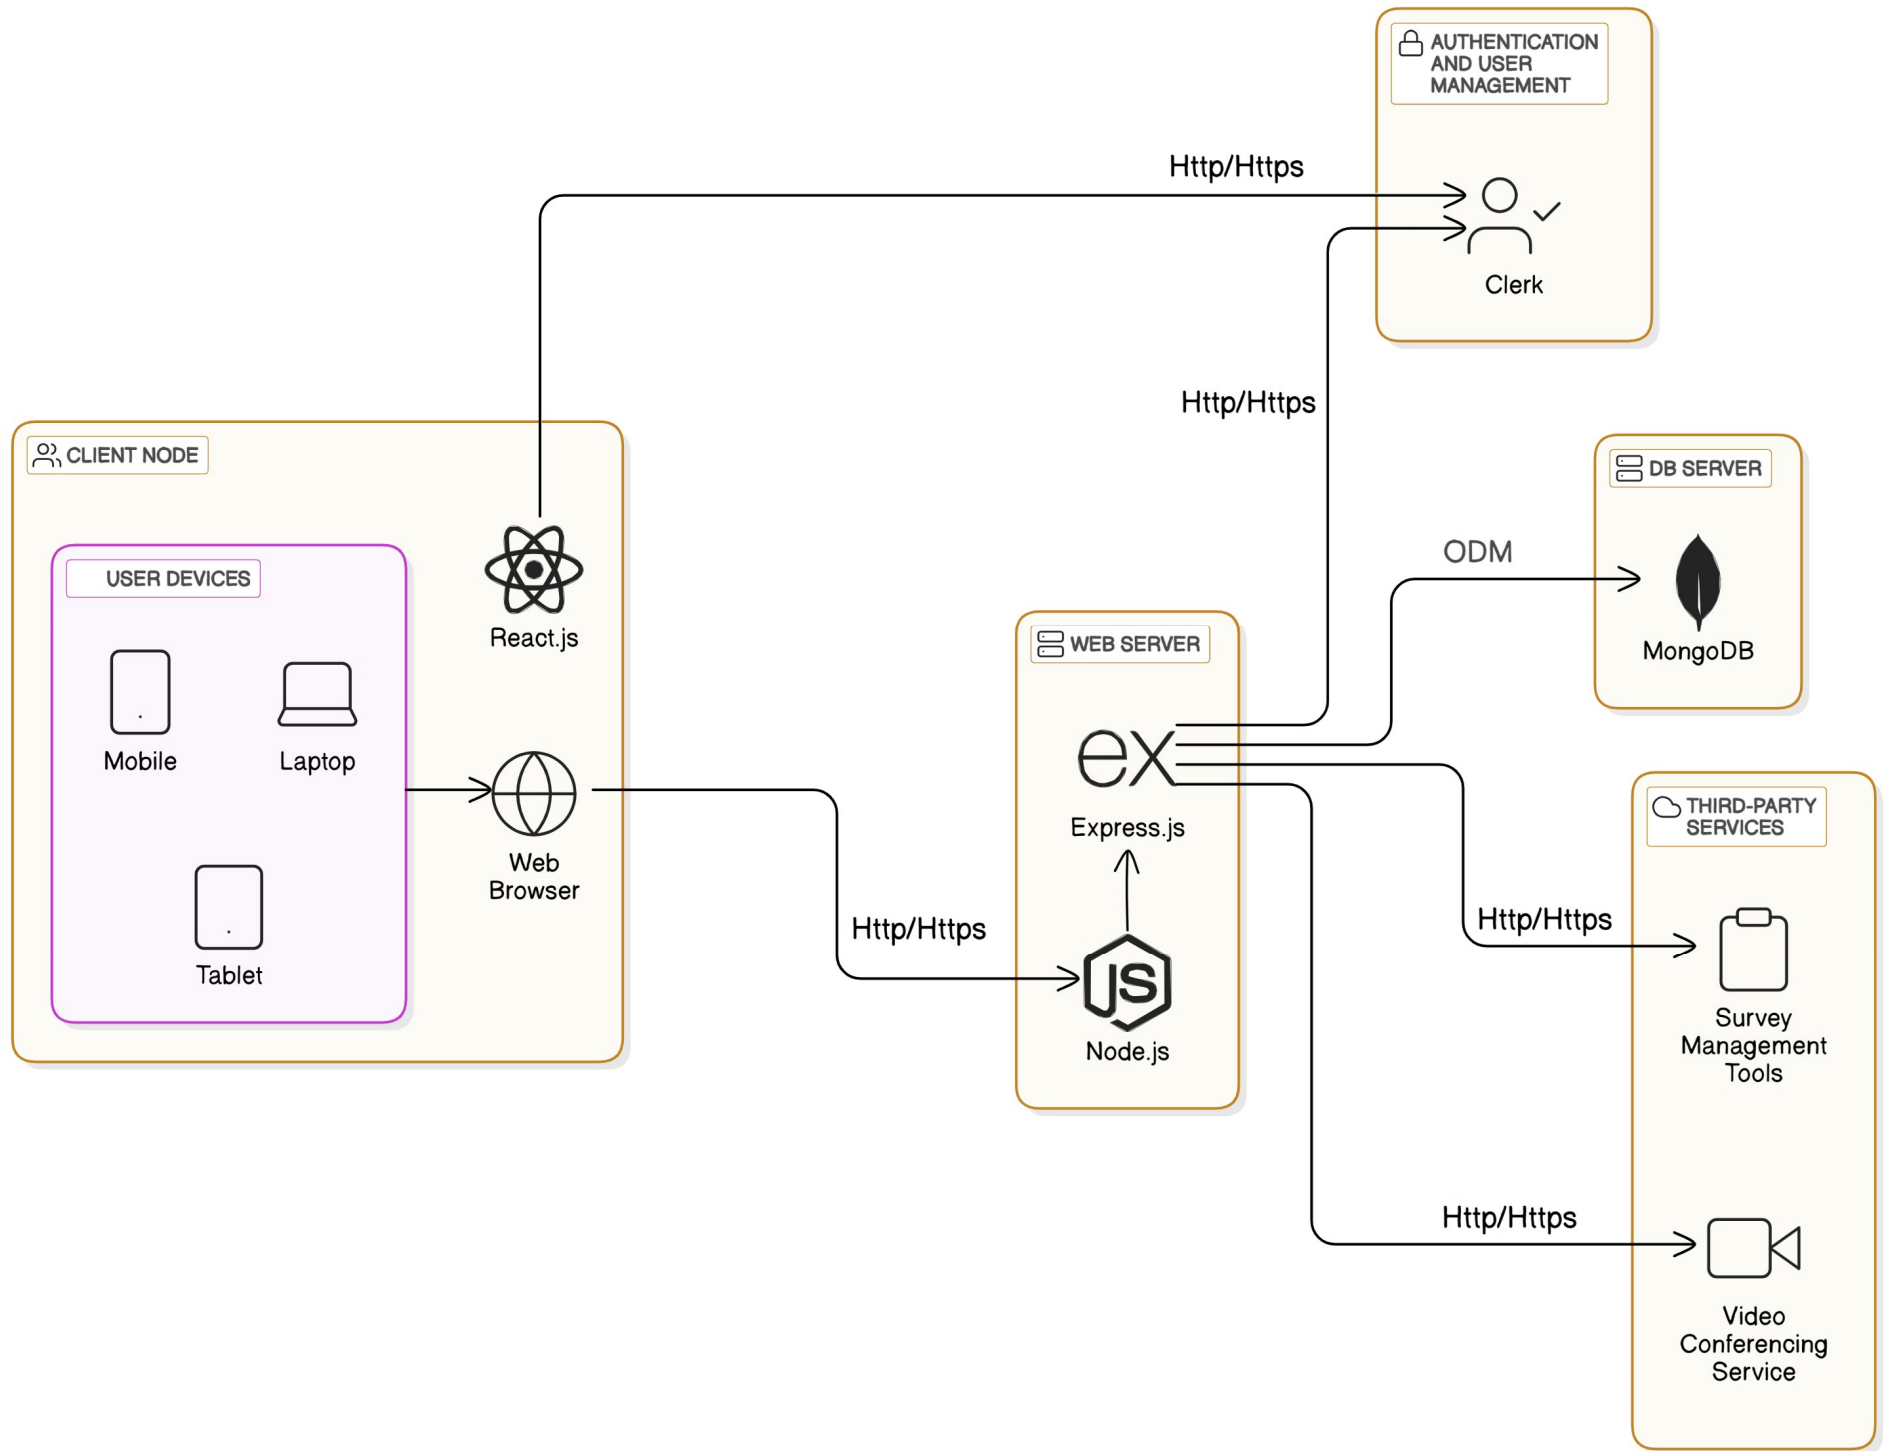 AUTHENTICATION
AND USER
MANAGEMENT
Http/Https
Clerk
Http/Https
CLIENT NODE
DB SERVER
ODM
USER DEVICES
React.js
WEB SERVER
MongoDB
Mobile
Laptop
ex
Express.js
THIRD-PARTY
SERVICES
Web
Browser
Http/Https
Http/Https
Tablet
JS
Node.js
Survey
Management
Tools
Http/Https
Video
Conferencing
Service